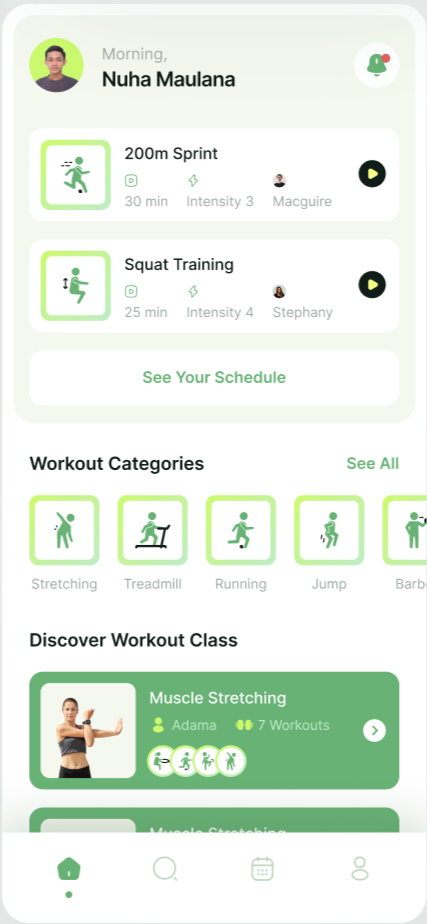 Morning,
Nuha Maulana
200m Sprint
30 min Intensity 3 Macguire
Squat Training
25 min Intensity 4 Stephany
See Your Schedule
Workout Categories See All
Stretching Treadmill Running Jump Barb
Discover Workout Class
Muscle Stretching
Adama 7 Workouts
Muscle Stretching